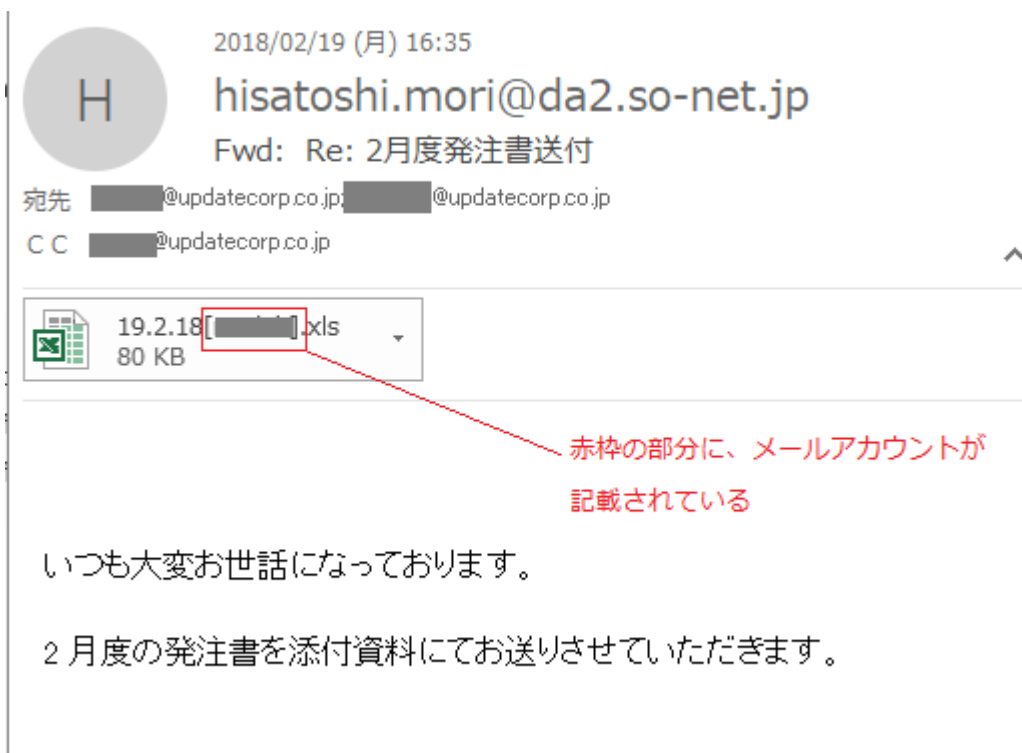 2018/02/19 (月) 16:35
H
hisatoshi.mori@da2.so-net.jp
Fwd: Re: 2月度発注書送付
宛先 @updatecorp.co.jp; @updatecorp.co.jp
CC @updatecorp.co.jp
19.2.18[ ].xls
80 KB
赤枠の部分に、メールアカウントが
記載されている
いつも大変お世話になっております。
2月度の発注書を添付資料にてお送りさせていただきます。